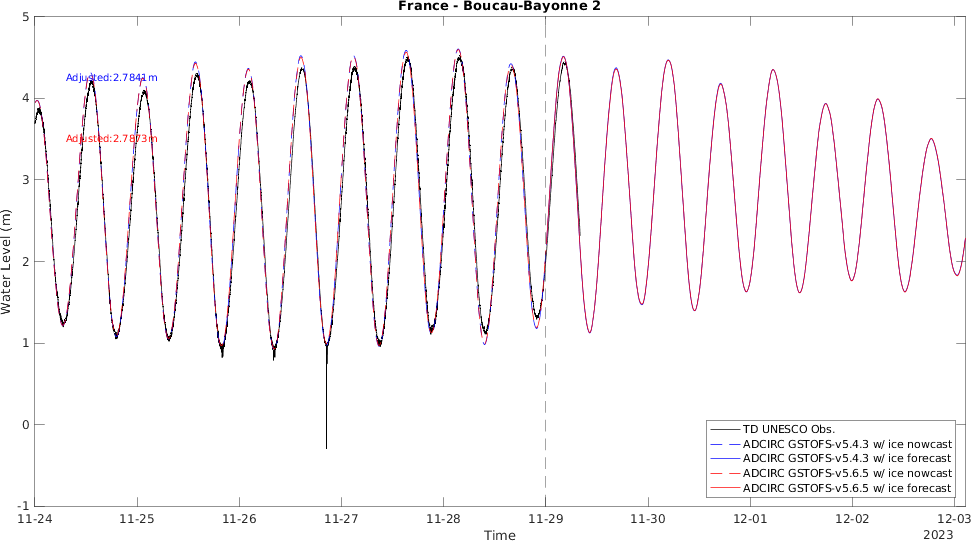 France - Boucau-Bayonne 2
5
4
3
2
1
0
-1
Water Level (m)
Adjusted:2.7841m
Adjusted:2.7873m
TD UNESCO Obs.
ADCIRC GSTOFS-v5.4.3 w/ ice nowcast
ADCIRC GSTOFS-v5.4.3 w/ ice forecast
ADCIRC GSTOFS-v5.6.5 w/ ice nowcast
ADCIRC GSTOFS-v5.6.5 w/ ice forecast
11-24 11-25 11-26 11-27 11-28 11-29 11-30 12-01 12-02 12-03
Time
2023